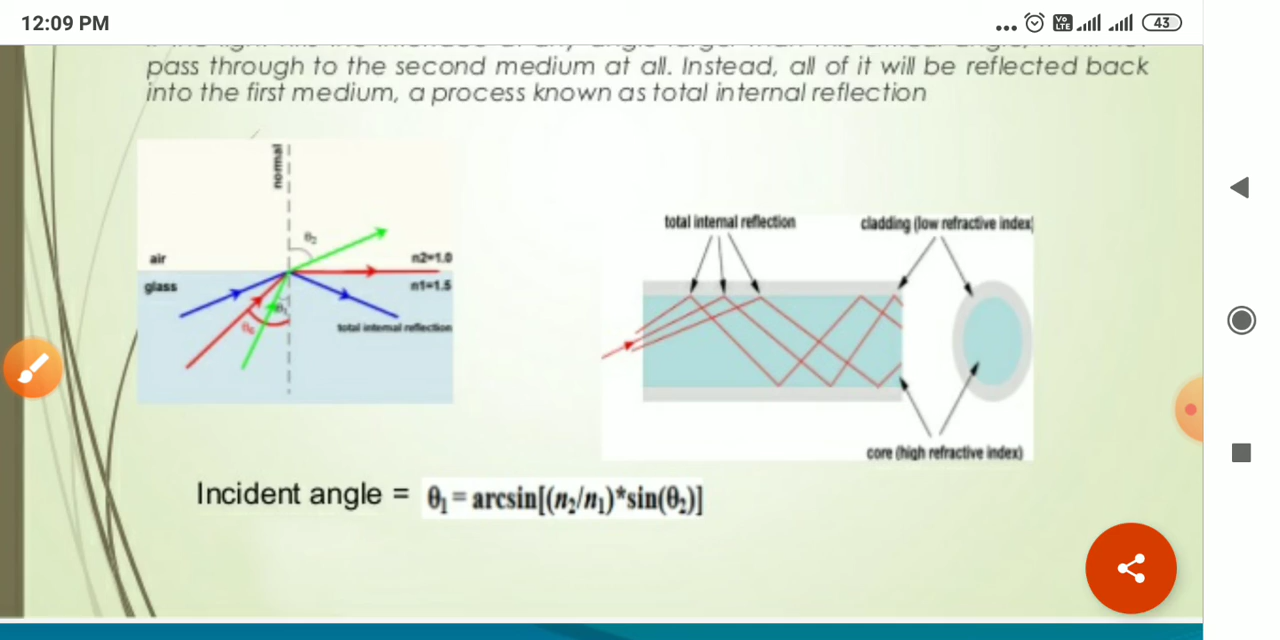 12:09 PM
Vo LTE
43
pass through to the second medium at all. Instead, all of it will be reflected back
into the first medium, a process known as total internal reflection
normal
θ2
air
n2=1.0
glass
n1=1.5
θ1
θc
total internal reflection
total internal reflection
cladding (low refractive index)
core (high refractive index)
Incident angle = θ₁ = arcsin[(n₂/n₁)*sin(θ₂)]